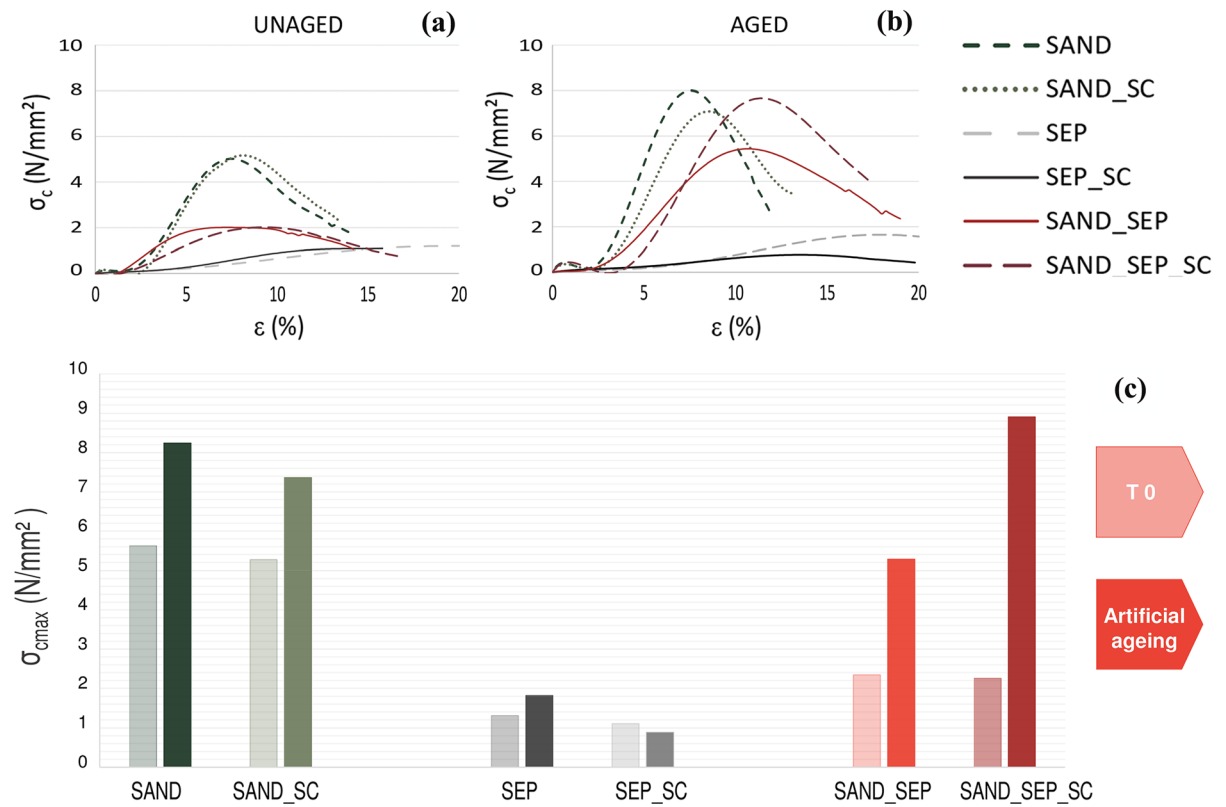 UNAGED
(a)
10
8
6
4
2
0
σc (N/mm²)
0 5 10 15 20
ε (%)
AGED
(b)
10
8
6
4
2
0
σc (N/mm²)
0 5 10 15 20
ε (%)
SAND
SAND_SC
SEP
SEP_SC
SAND_SEP
SAND_SEP_SC
(c)
10
9
8
7
6
5
4
3
2
1
0
σcmax (N/mm²)
SAND SAND_SC SEP SEP_SC SAND_SEP SAND_SEP_SC
T 0
Artificial
ageing